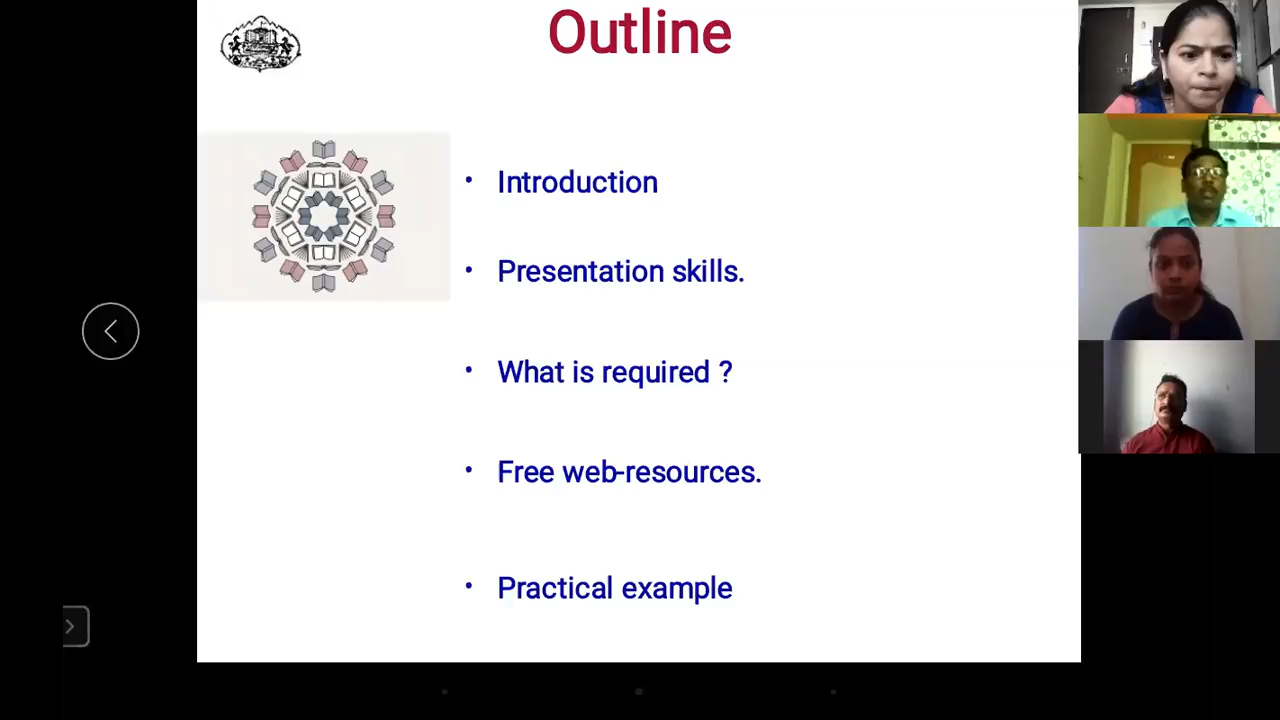 Outline
• Introduction
• Presentation skills.
• What is required ?
• Free web-resources.
• Practical example